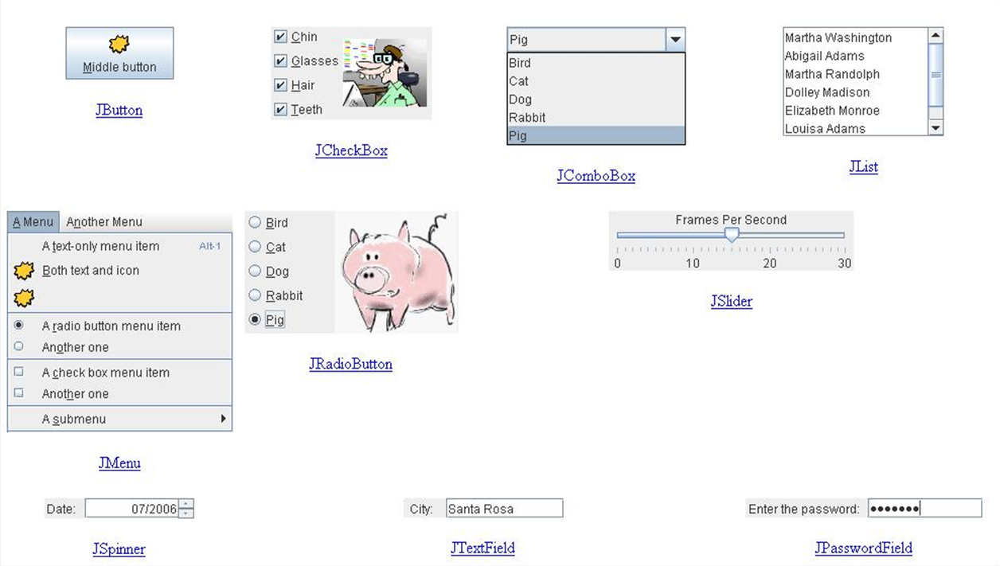 Middle button
JButton
Chin
Glasses
Hair
Teeth
JCheckBox
Pig
Bird
Cat
Dog
Rabbit
Pig
JComboBox
Martha Washington
Abigail Adams
Martha Randolph
Dolley Madison
Elizabeth Monroe
Louisa Adams
JList
A Menu Another Menu
A text-only menu item Alt-1
Both text and icon
A radio button menu item
Another one
A check box menu item
Another one
A submenu
JMenu
Bird
Cat
Dog
Rabbit
Pig
JRadioButton
Frames Per Second
0 10 20 30
JSlider
Date: 07/2006
JSpinner
City: Santa Rosa
JTextField
Enter the password: •••••••
JPasswordField